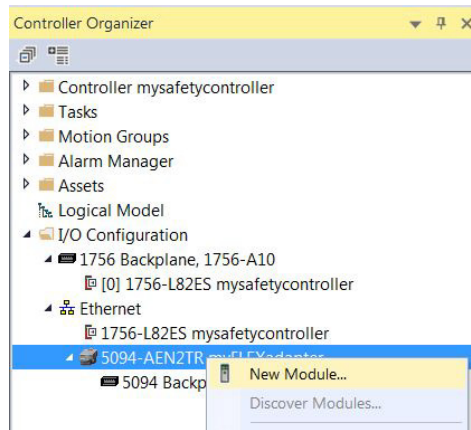 Controller Organizer
Controller mysafetycontroller
Tasks
Motion Groups
Alarm Manager
Assets
Logical Model
I/O Configuration
1756 Backplane, 1756-A10
[0] 1756-L82ES mysafetycontroller
Ethernet
1756-L82ES mysafetycontroller
5094-AEN2TR myFLEXadapter
5094 Backp
New Module...
Discover Modules...